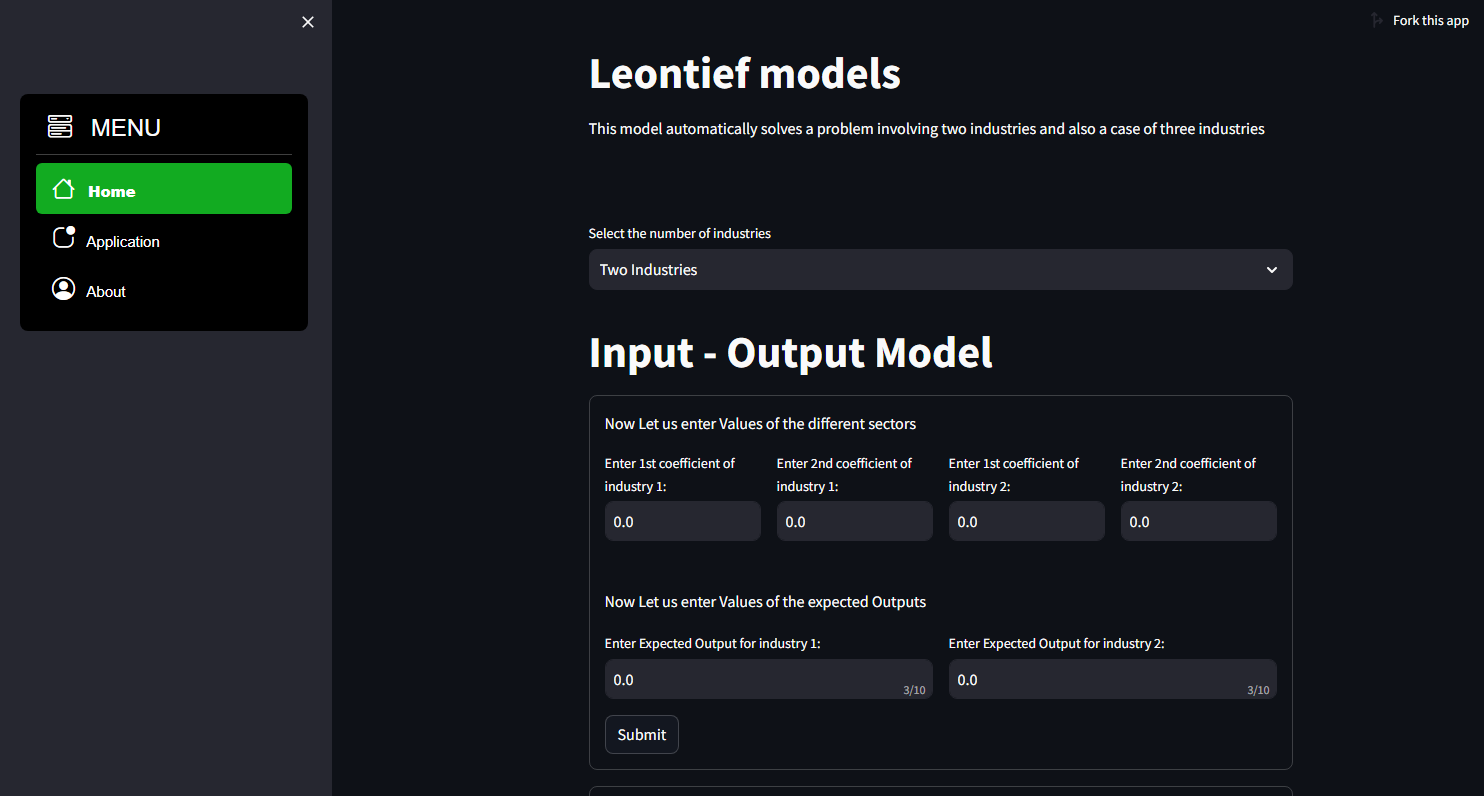 Fork this app
MENU
Home
Application
About
Leontief models
This model automatically solves a problem involving two industries and also a case of three industries
Select the number of industries
Two Industries
Input - Output Model
Now Let us enter Values of the different sectors
Enter 1st coefficient of
industry 1:
0.0
Enter 2nd coefficient of
industry 1:
0.0
Enter 1st coefficient of
industry 2:
0.0
Enter 2nd coefficient of
industry 2:
0.0
Now Let us enter Values of the expected Outputs
Enter Expected Output for industry 1:
0.0
3/10
Enter Expected Output for industry 2:
0.0
3/10
Submit